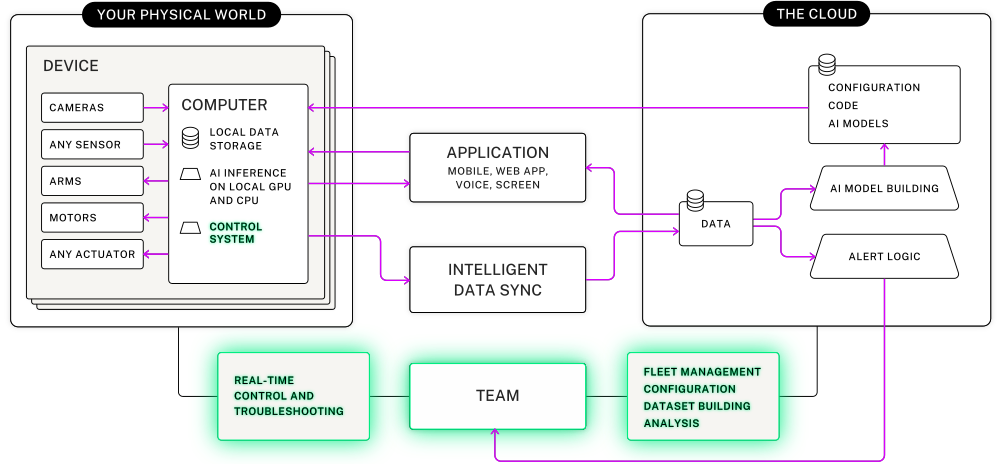 YOUR PHYSICAL WORLD
THE CLOUD
DEVICE
CAMERAS
ANY SENSOR
ARMS
MOTORS
ANY ACTUATOR
COMPUTER
LOCAL DATA
STORAGE
AI INFERENCE
ON LOCAL GPU
AND CPU
CONTROL
SYSTEM
APPLICATION
MOBILE, WEB APP,
VOICE, SCREEN
INTELLIGENT
DATA SYNC
CONFIGURATION
CODE
AI MODELS
AI MODEL BUILDING
DATA
ALERT LOGIC
REAL-TIME
CONTROL AND
TROUBLESHOOTING
TEAM
FLEET MANAGEMENT
CONFIGURATION
DATASET BUILDING
ANALYSIS